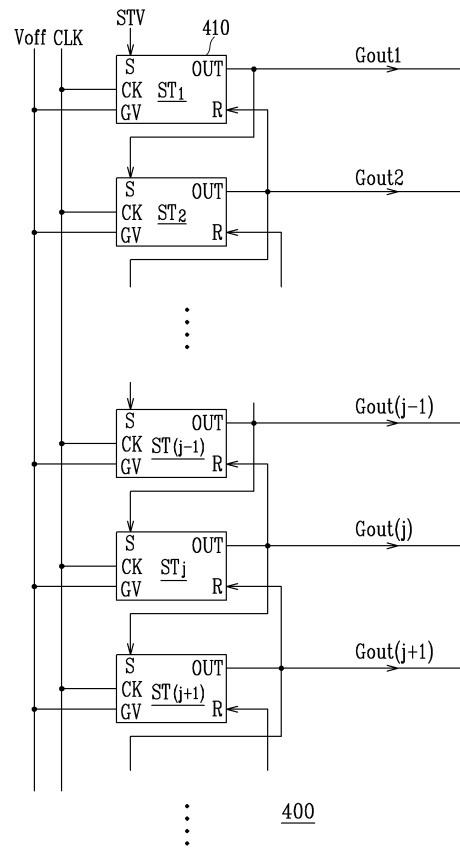 STV
Voff CLK
410
S OUT Gout1
CK ST1
GV R
S OUT Gout2
CK ST2
GV R
S OUT Gout(j-1)
CK ST(j-1)
GV R
S OUT Gout(j)
CK STj
GV R
S OUT Gout(j+1)
CK ST(j+1)
GV R
400